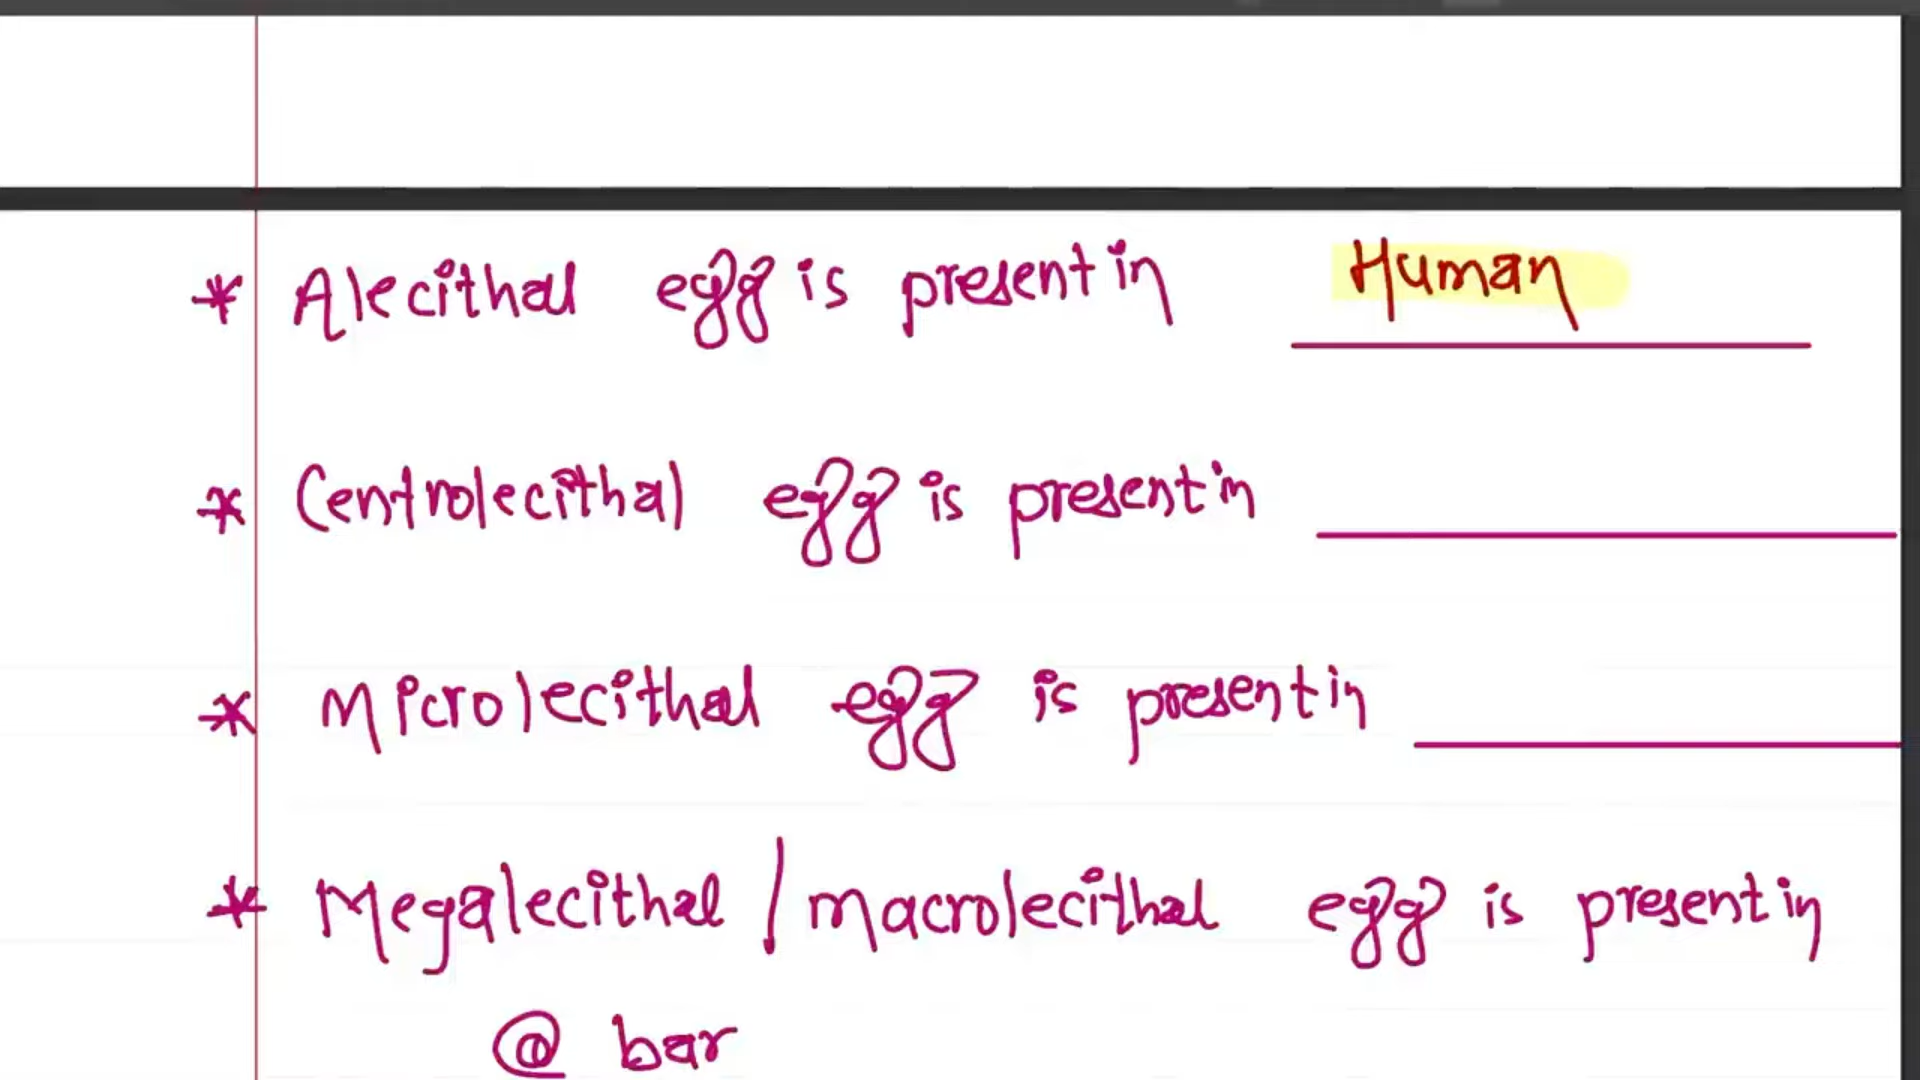 * Alecithal egg is present in Human
* Centrolecithal egg is present in
* Microlecithal egg is present in
* Megalecithal / macrolecithal egg is present in
@ bar